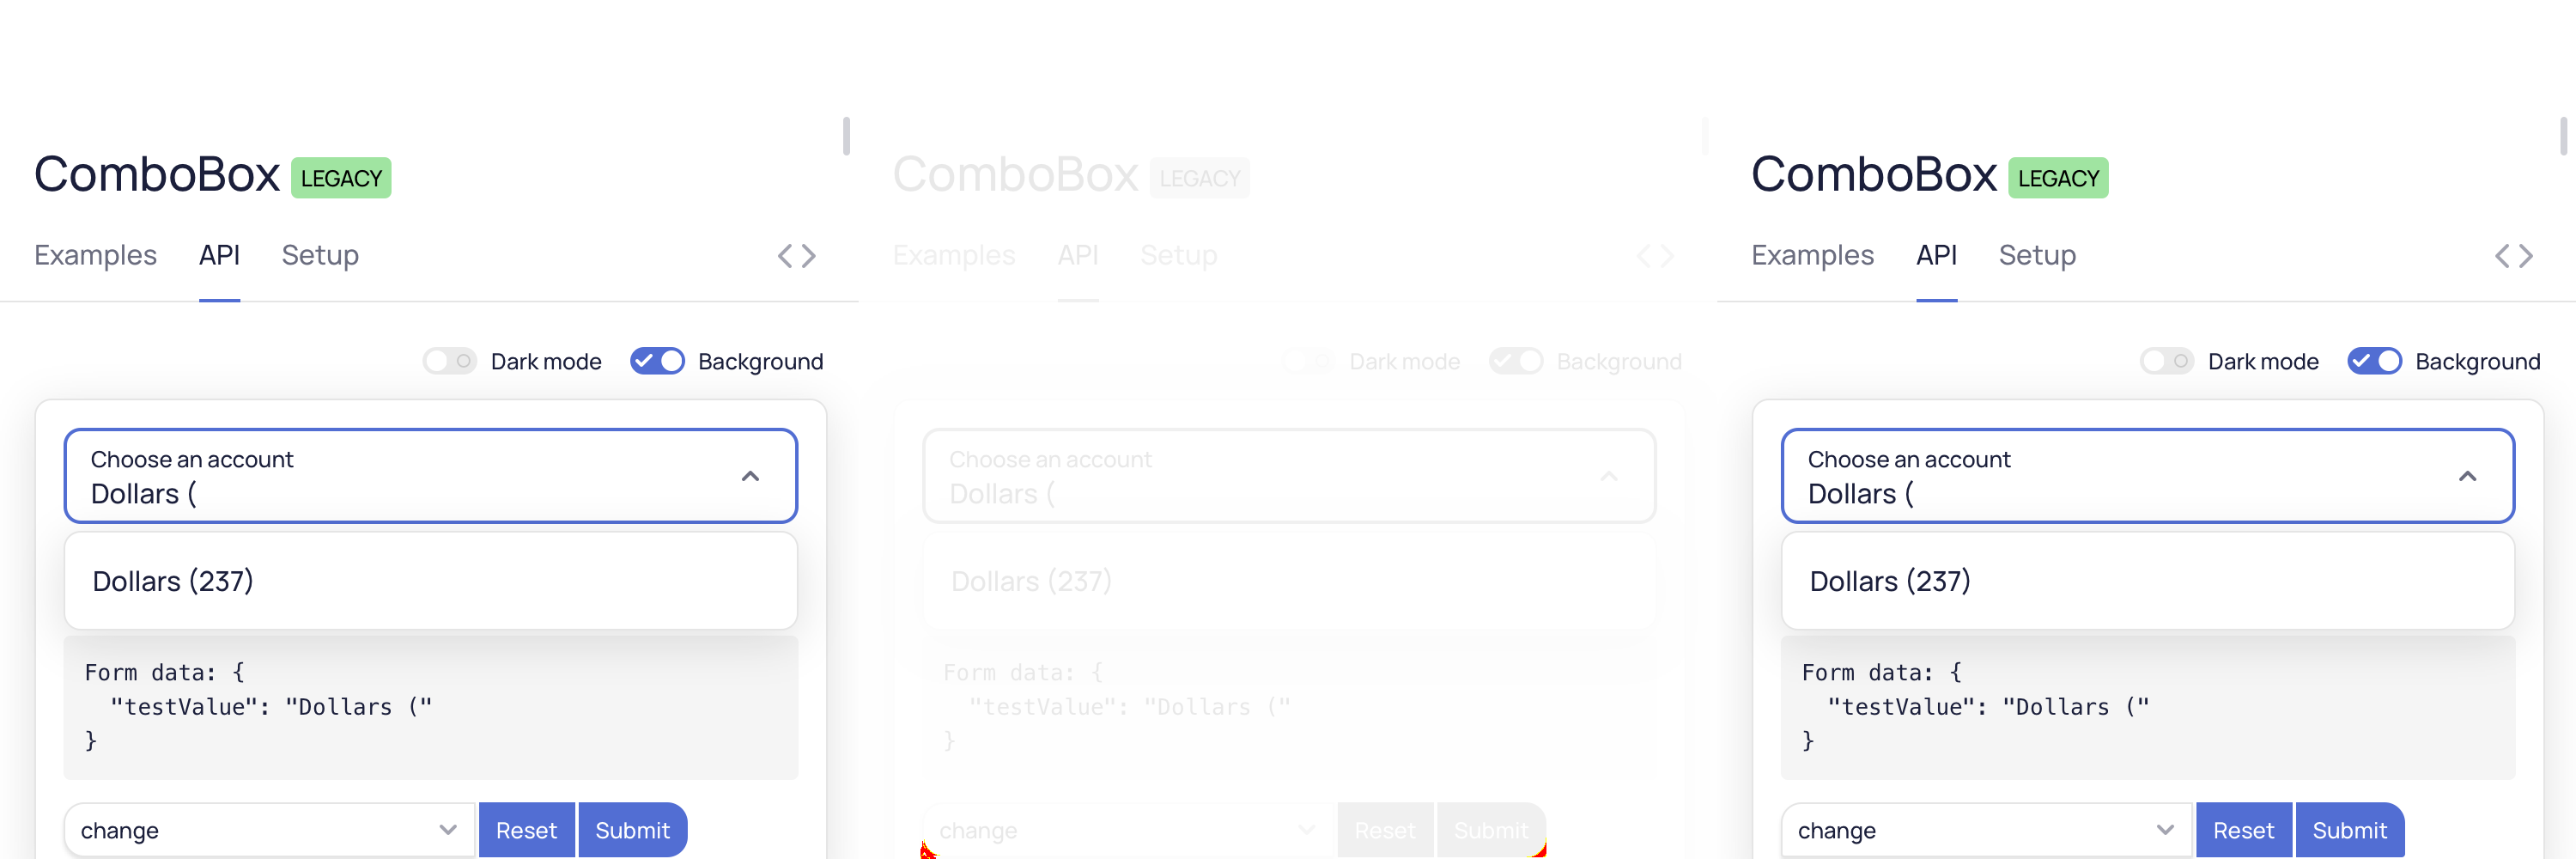 ComboBox LEGACY
Examples API Setup
Dark mode Background
Choose an account
Dollars (
Dollars (237)
Form data: {
"testValue": "Dollars ("
}
change Reset Submit
ComboBox LEGACY
Examples API Setup
Dark mode Background
Choose an account
Dollars (
Dollars (237)
Form data: {
"testValue": "Dollars ("
}
change Reset Submit
ComboBox LEGACY
Examples API Setup
Dark mode Background
Choose an account
Dollars (
Dollars (237)
Form data: {
"testValue": "Dollars ("
}
change Reset Submit